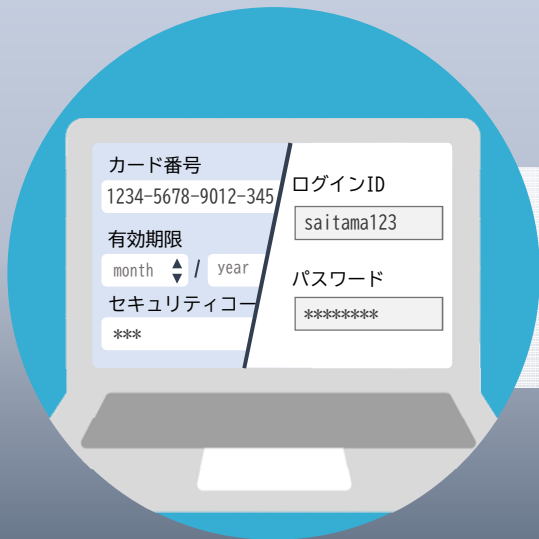 カード番号
1234-5678-9012-345
有効期限
month / year
セキュリティコー
***
ログインID
saitama123
パスワード
********